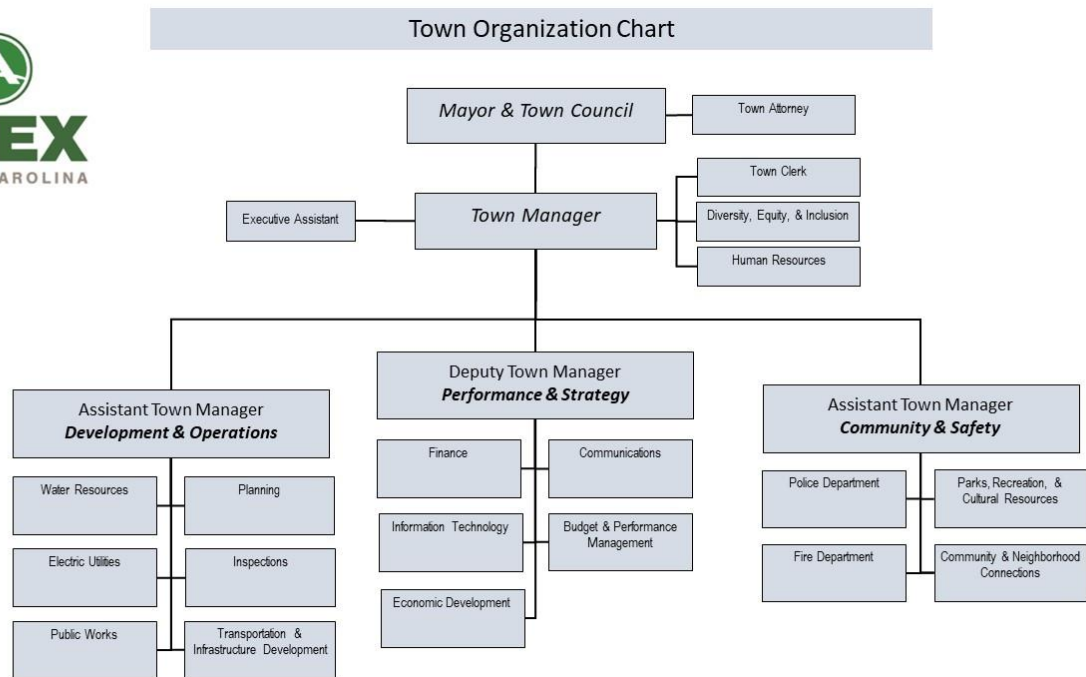 Town Organization Chart
EX
AROLINA
Mayor & Town Council
Town Attorney
Town Clerk
Executive Assistant
Town Manager
Diversity, Equity, & Inclusion
Human Resources
Assistant Town Manager
Development & Operations
Water Resources
Planning
Electric Utilities
Inspections
Public Works
Transportation &
Infrastructure Development
Deputy Town Manager
Performance & Strategy
Finance
Communications
Information Technology
Budget & Performance
Management
Economic Development
Assistant Town Manager
Community & Safety
Police Department
Parks, Recreation, &
Cultural Resources
Fire Department
Community & Neighborhood
Connections